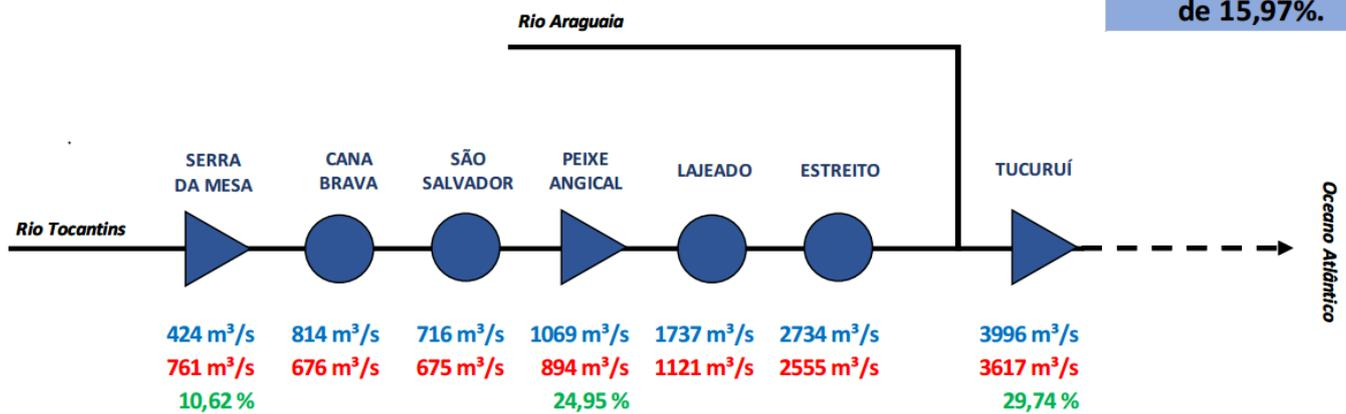 de 15,97%.
Rio Araguaia
SERRA
DA MESA
CANA
BRAVA
SÃO
SALVADOR
PEIXE
ANGICAL
LAJEADO
ESTREITO
TUCURUÍ
Rio Tocantins
Oceano Atlântico
424 m³/s 814 m³/s 716 m³/s 1069 m³/s 1737 m³/s 2734 m³/s 3996 m³/s
761 m³/s 676 m³/s 675 m³/s 894 m³/s 1121 m³/s 2555 m³/s 3617 m³/s
10,62 % 24,95 % 29,74 %